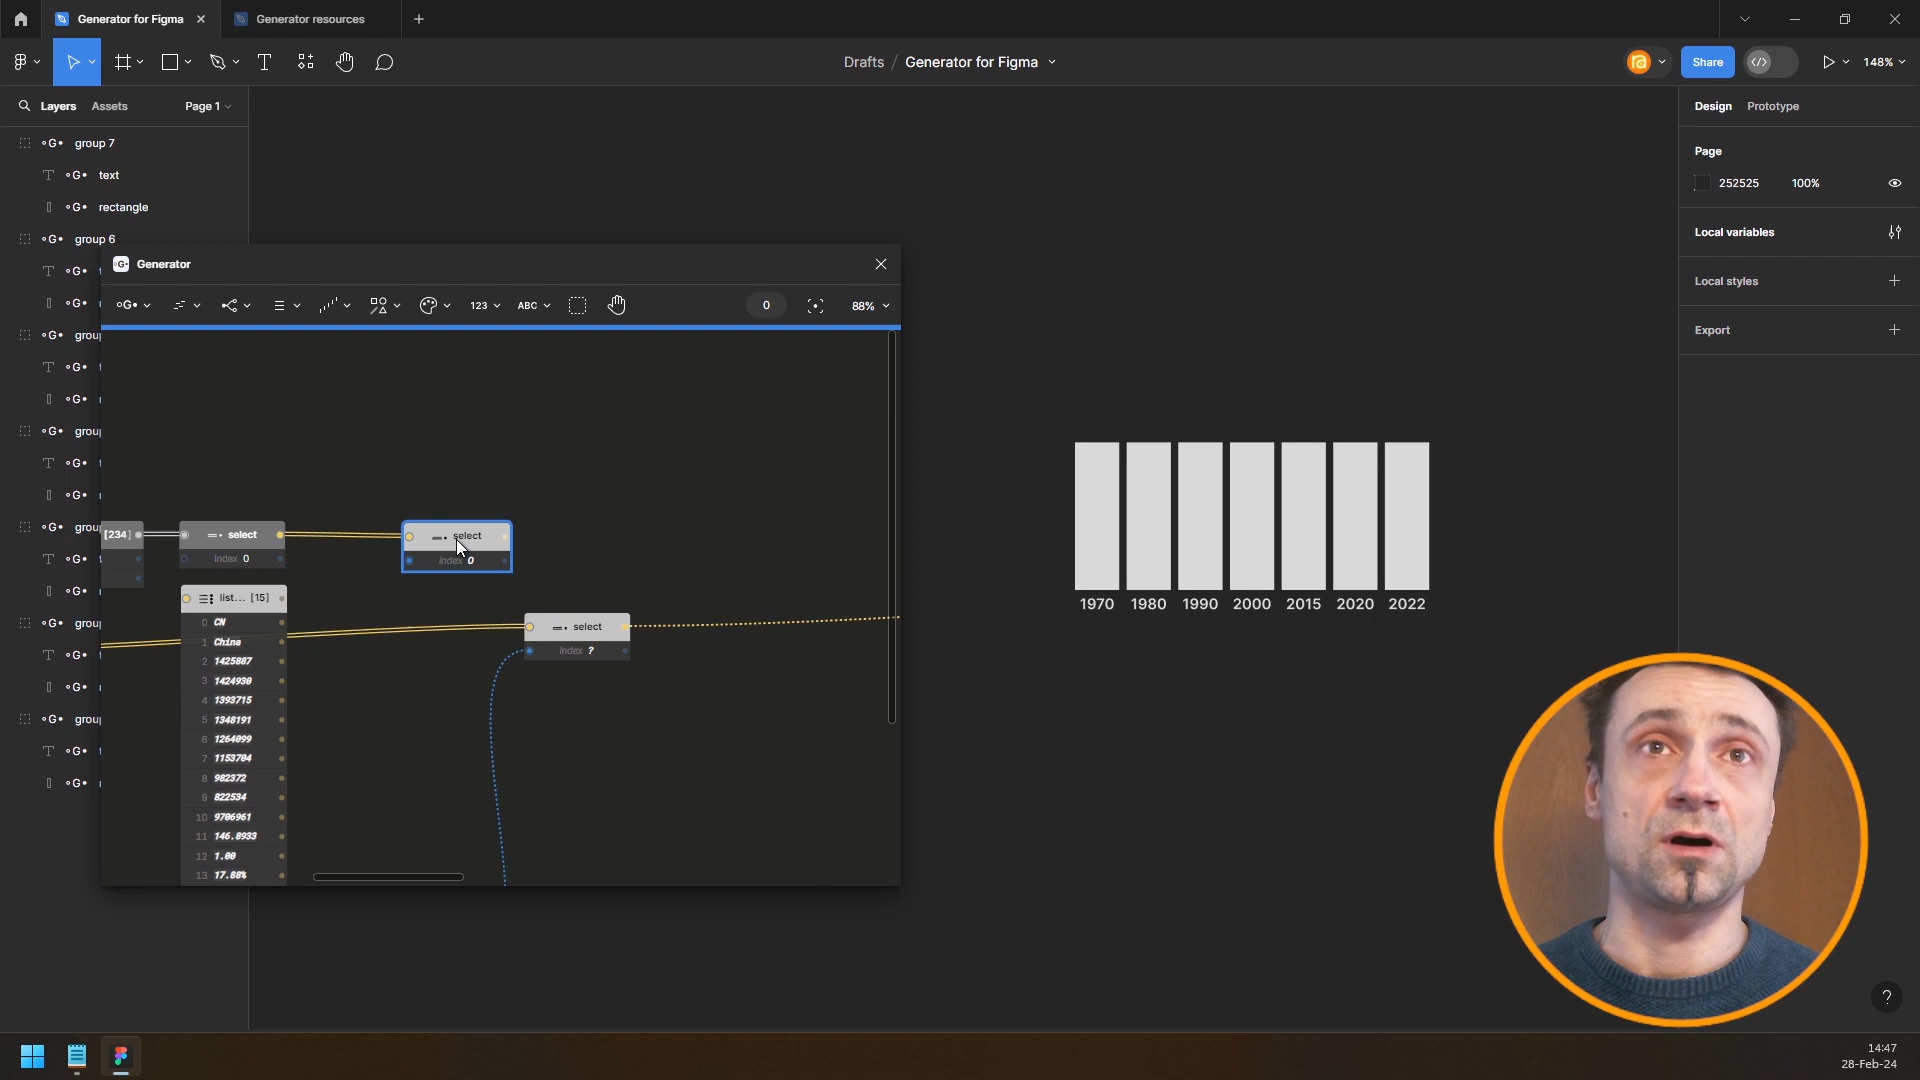 Generator for Figma
Generator resources
Drafts / Generator for Figma
Share
148%
Layers
Assets
Page 1
Design
Prototype
group 7
text
rectangle
group 6
Page
252525
100%
Local variables
Local styles
Export
Generator
G
123
ABC
0
88%
[234]
select
index 0
select
index 0
list... [15]
0 CN
1 China
2 1425887
3 1424930
4 1393715
5 1348191
6 1264099
7 1153704
8 982372
9 822534
10 9706961
11 146.8933
12 1.00
13 17.88%
select
index ?
1970
1980
1990
2000
2015
2020
2022
?
14:47
28-Feb-24